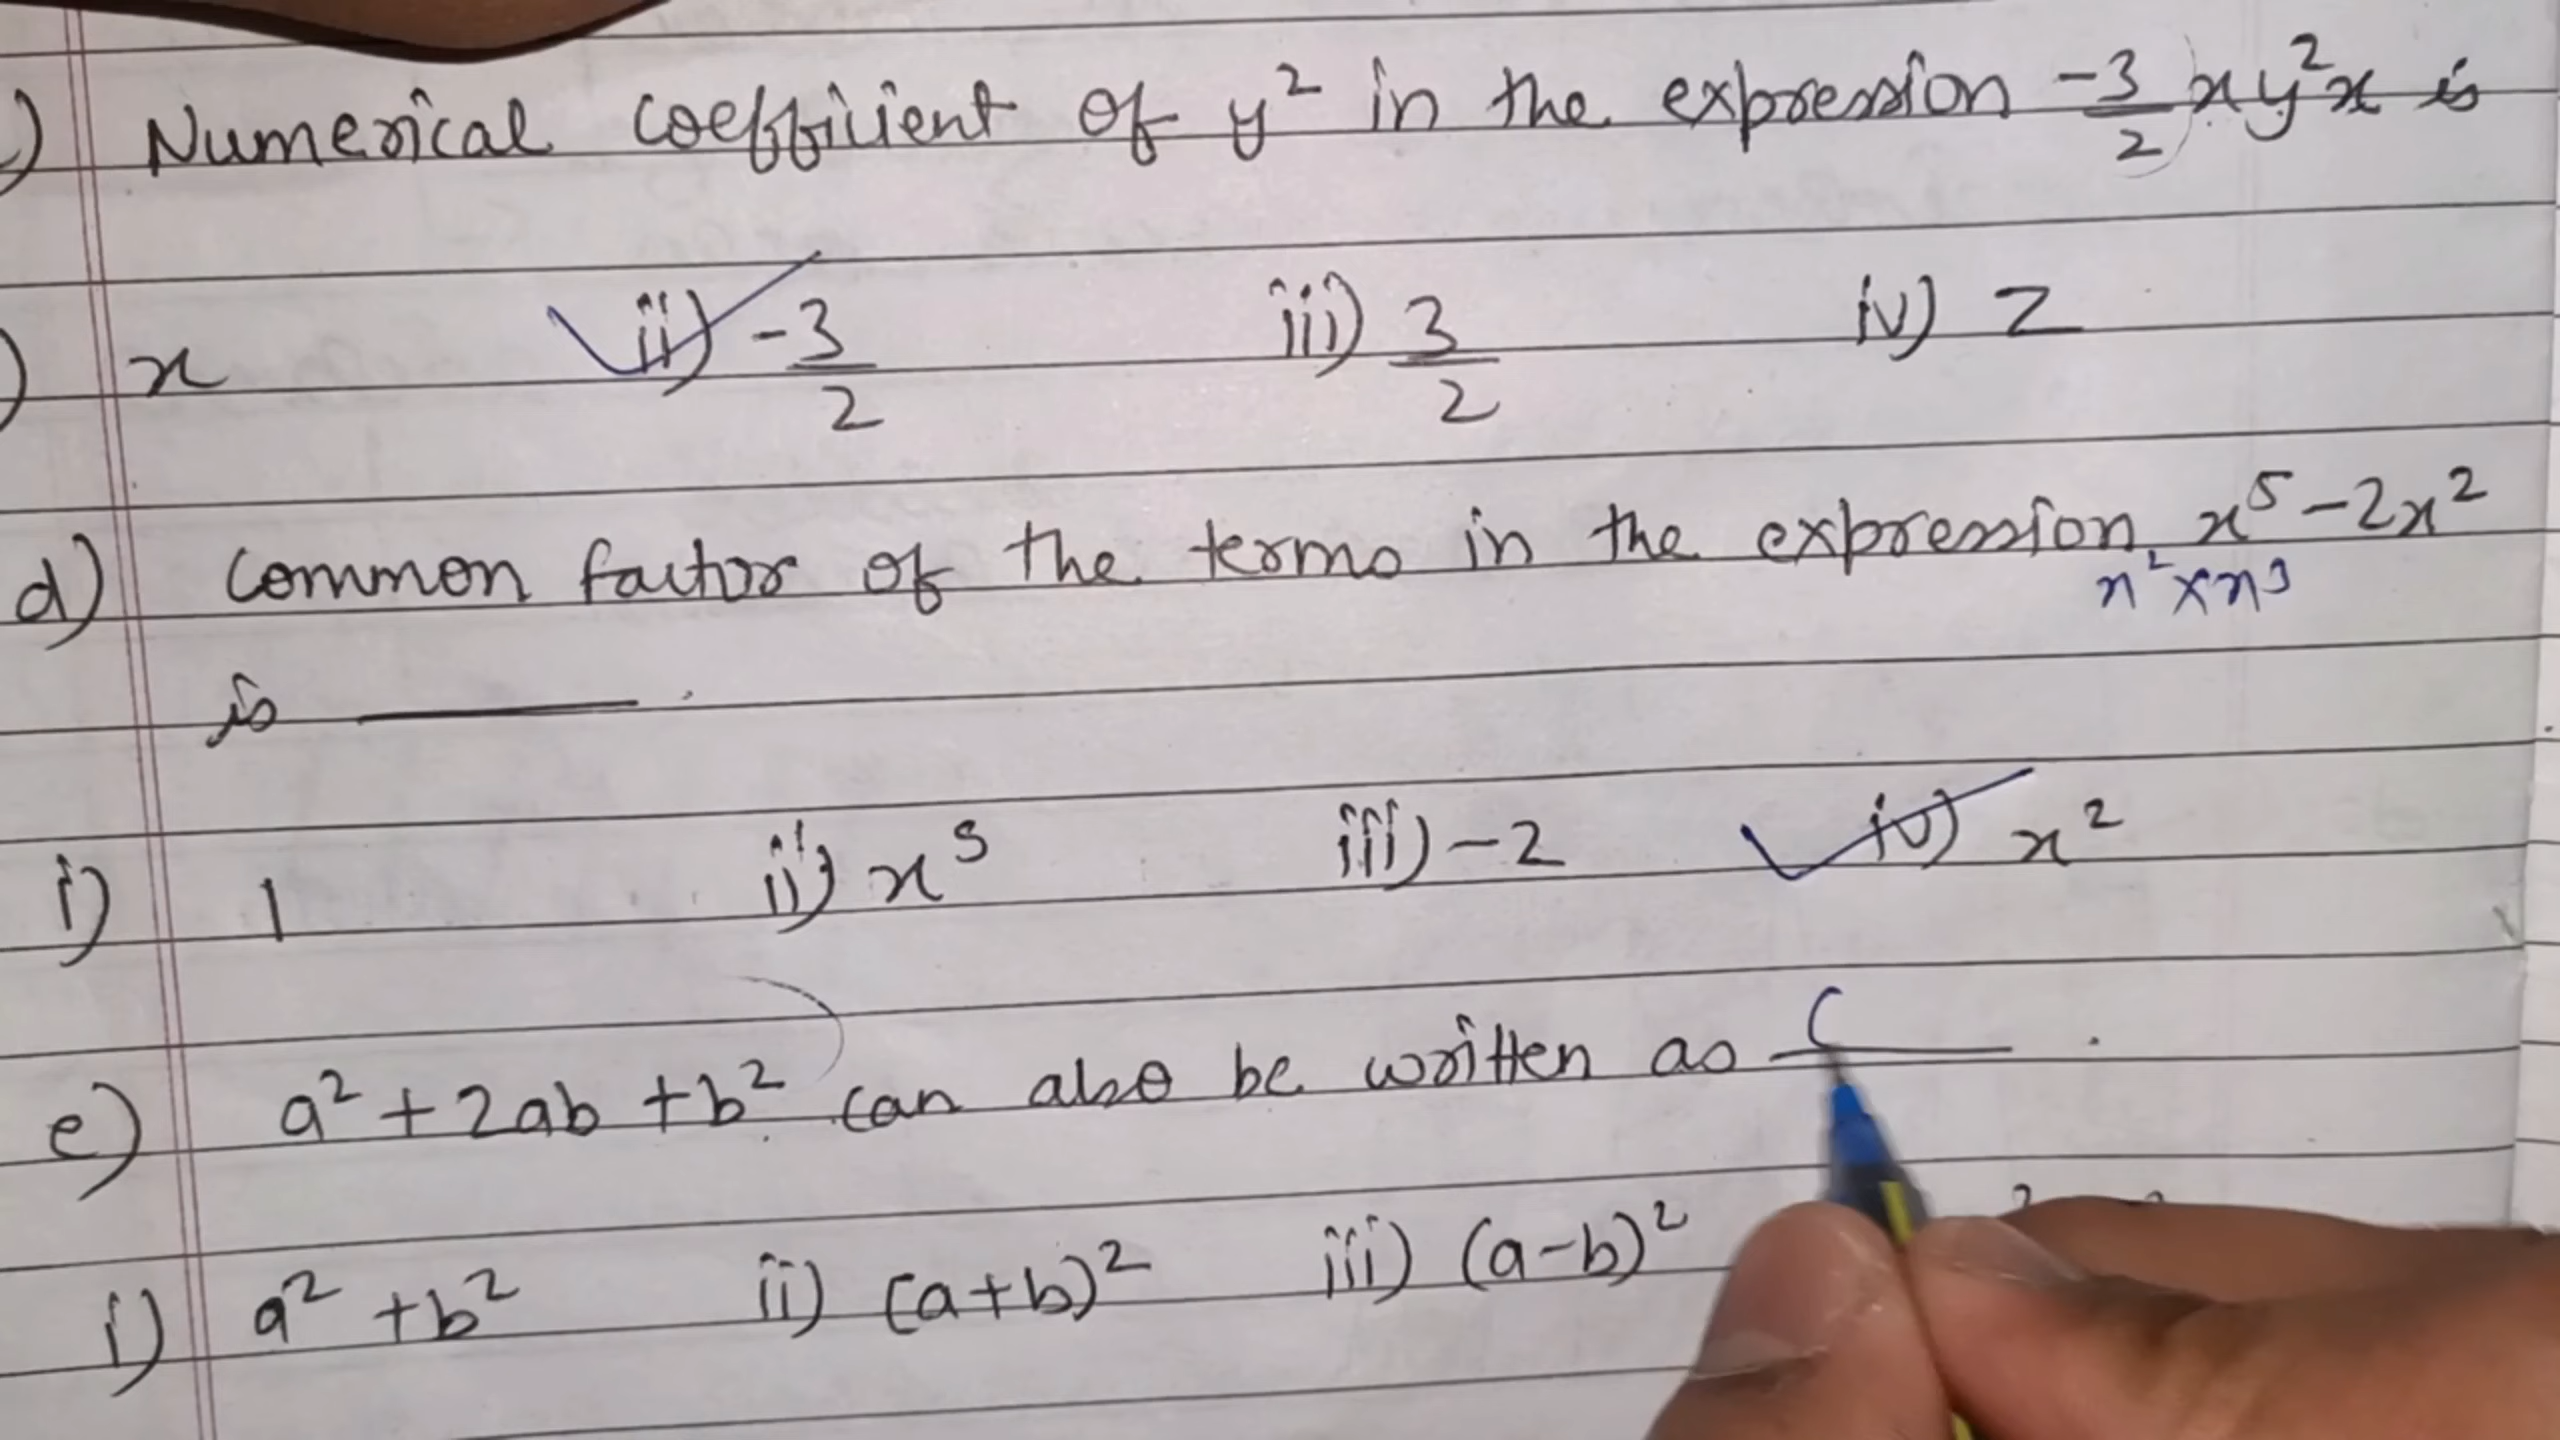 ) Numerical coefficient of y² in the expression -3/2 xy²x is
) x ii) -3/2 iii) 3/2 iv) Z
d) Common factor of the terms in the expression x⁵-2x²
x²×x³
is ______.
i) 1 ii) x⁵ iii) -2 iv) x²
e) a²+2ab+b² can also be written as ( ______.
i) a²+b² ii) (a+b)² iii) (a-b)²